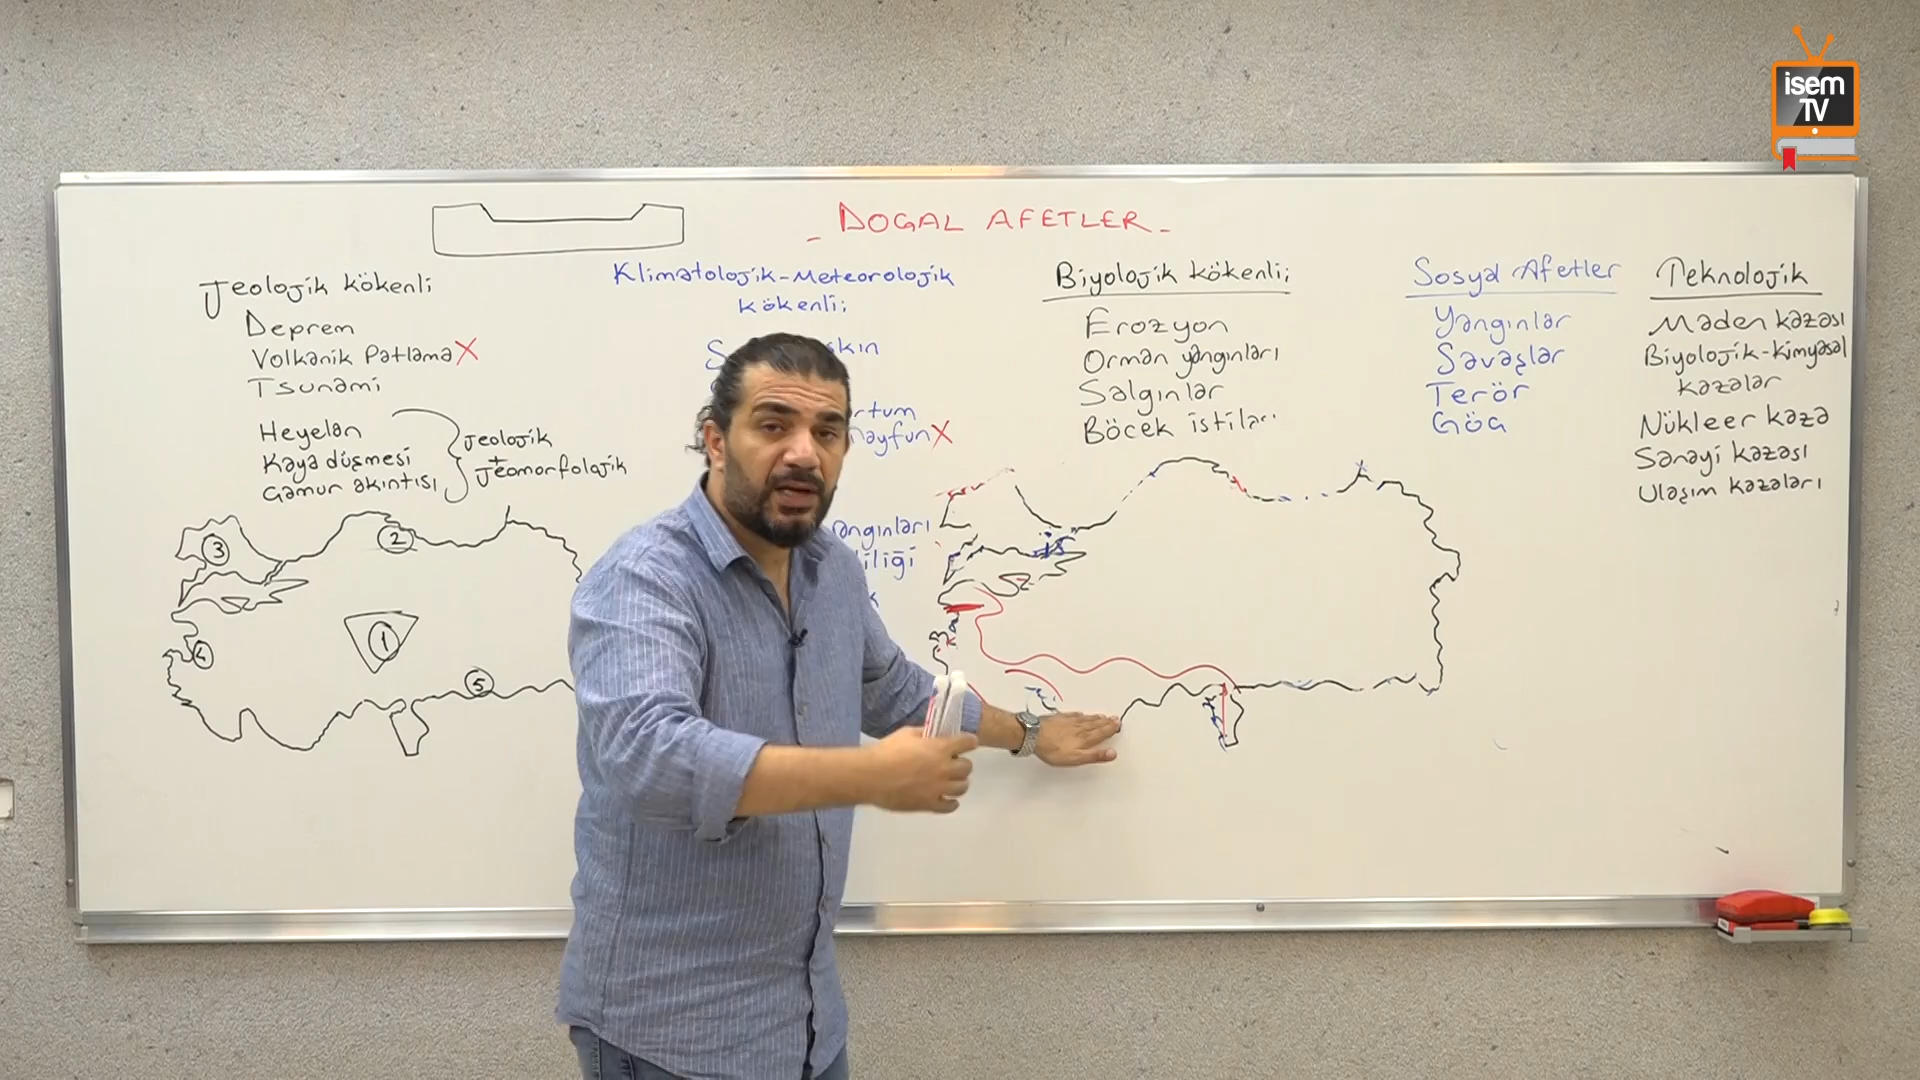 isem
TV
- DOĞAL AFETLER -
Jeolojik kökenli
Deprem
Volkanik Patlama X
Tsunami
Heyelan
Kaya düşmesi
Çamur akıntısı
Jeolojik
+
Jeomorfolojik
Klimatolojik-Meteorolojik
kökenli;
Biyolojik kökenli;
Erozyon
Orman yangınları
Salgınlar
Böcek istilası
Sosyal Afetler
Yangınlar
Savaşlar
Terör
Göç
Teknolojik
Maden kazası
Biyolojik-kimyasal
kazalar
Nükleer kaza
Sanayi kazası
Ulaşım kazaları
3
2
1
4
5